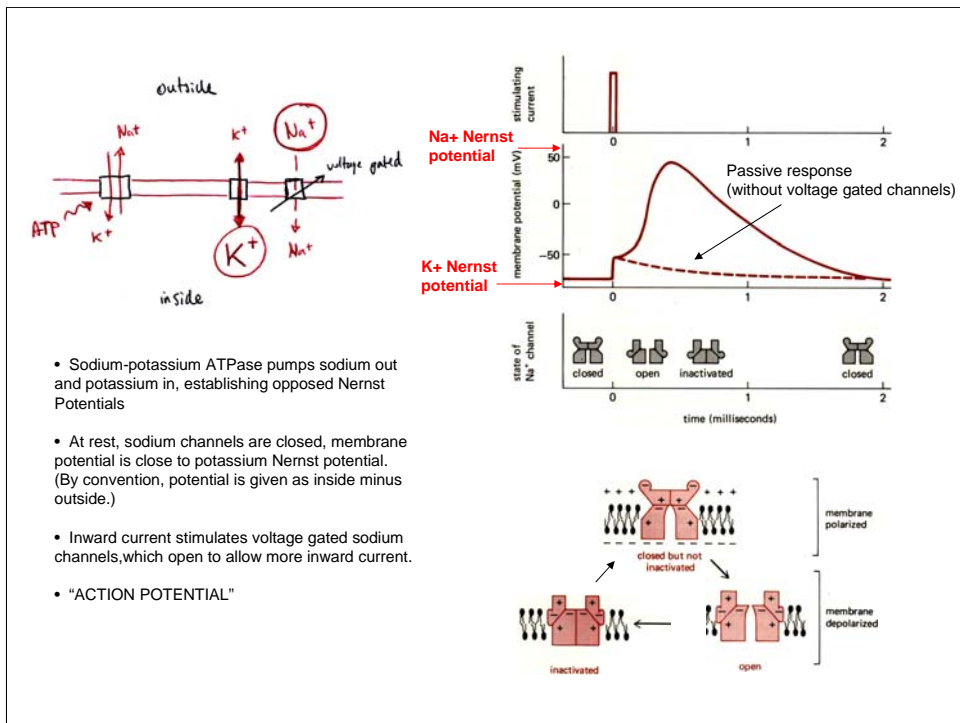 outside
Na+
K+
Na+
voltage gated
ATP
K+
K+
Na+
inside
• Sodium-potassium ATPase pumps sodium out
and potassium in, establishing opposed Nernst
Potentials
• At rest, sodium channels are closed, membrane
potential is close to potassium Nernst potential.
(By convention, potential is given as inside minus
outside.)
• Inward current stimulates voltage gated sodium
channels,which open to allow more inward current.
• “ACTION POTENTIAL”
stimulating
current
0
1
2
Na+ Nernst
potential
membrane potential (mV)
50
0
−50
Passive response
(without voltage gated channels)
K+ Nernst
potential
0
1
2
state of
Na+ channel
closed
open
inactivated
closed
0
1
2
time (milliseconds)
+ + + − − + + +
+ +
− −
+ +
− − − − − −
closed but not
inactivated
membrane
polarized
+ +
− −
+ +
inactivated
+ +
− −
+ +
open
membrane
depolarized